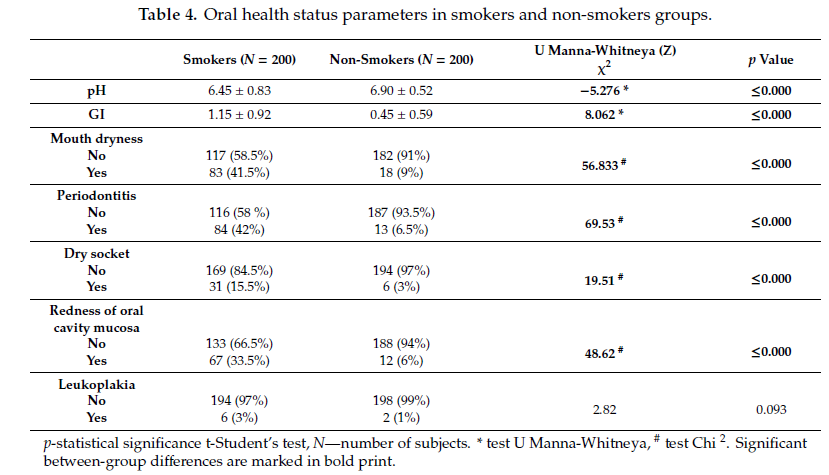 Table 4. Oral health status parameters in smokers and non-smokers groups.
Smokers (N = 200) Non-Smokers (N = 200) U Manna-Whitneya (Z) χ² p Value
pH 6.45 ± 0.83 6.90 ± 0.52 −5.276 * ≤0.000
GI 1.15 ± 0.92 0.45 ± 0.59 8.062 * ≤0.000
Mouth dryness
No 117 (58.5%) 182 (91%)
Yes 83 (41.5%) 18 (9%)
56.833 # ≤0.000
Periodontitis
No 116 (58 %) 187 (93.5%)
Yes 84 (42%) 13 (6.5%)
69.53 # ≤0.000
Dry socket
No 169 (84.5%) 194 (97%)
Yes 31 (15.5%) 6 (3%)
19.51 # ≤0.000
Redness of oral
cavity mucosa
No 133 (66.5%) 188 (94%)
Yes 67 (33.5%) 12 (6%)
48.62 # ≤0.000
Leukoplakia
No 194 (97%) 198 (99%)
Yes 6 (3%) 2 (1%)
2.82 0.093
p-statistical significance t-Student’s test, N—number of subjects. * test U Manna-Whitneya, # test Chi ². Significant
between-group differences are marked in bold print.